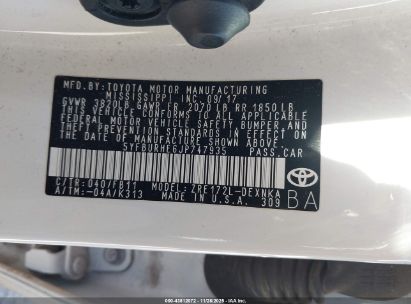 MFD.BY:TOYOTA MOTOR MANUFACTURING
MISSISSIPPI INC. 09/17
GVWR 3820LB GAWR FR 2070LB RR 1850LB
THIS VEHICLE CONFORMS TO ALL APPLICABLE
FEDERAL MOTOR VEHICLE SAFETY, BUMPER, AND
THEFT PREVENTION STANDARDS IN EFFECT ON
THE DATE OF MANUFACTURE SHOWN ABOVE.
5YFBURHE6JP747935 PASS.CAR
C/TR:040/FB11 MODEL: ZRE172L-DEXNKA
A/TM:-04A/K313 MADE IN U.S.A. 309
TOYOTA
BA